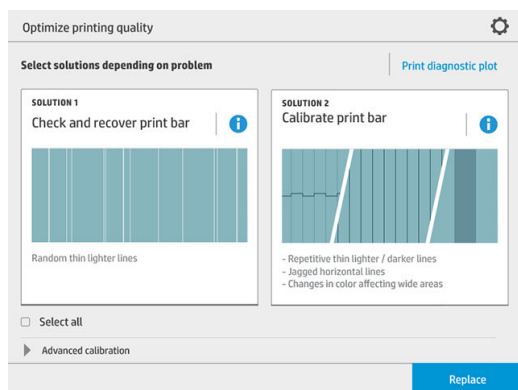 Optimize printing quality
Select solutions depending on problem
Print diagnostic plot
SOLUTION 1
Check and recover print bar
Random thin lighter lines
SOLUTION 2
Calibrate print bar
- Repetitive thin lighter / darker lines
- Jagged horizontal lines
- Changes in color affecting wide areas
Select all
Advanced calibration
Replace